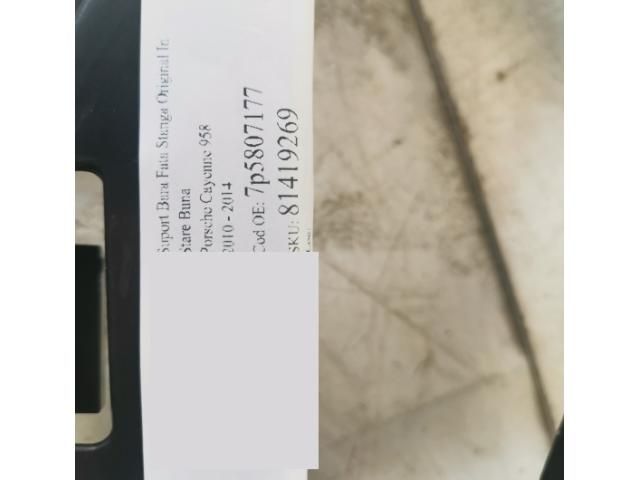 Suport Bara Fata Stanga Original In
Stare Buna
Porsche Cayenne 958
2010 - 2014
Cod OE: 7p5807177
SKU: 81419269